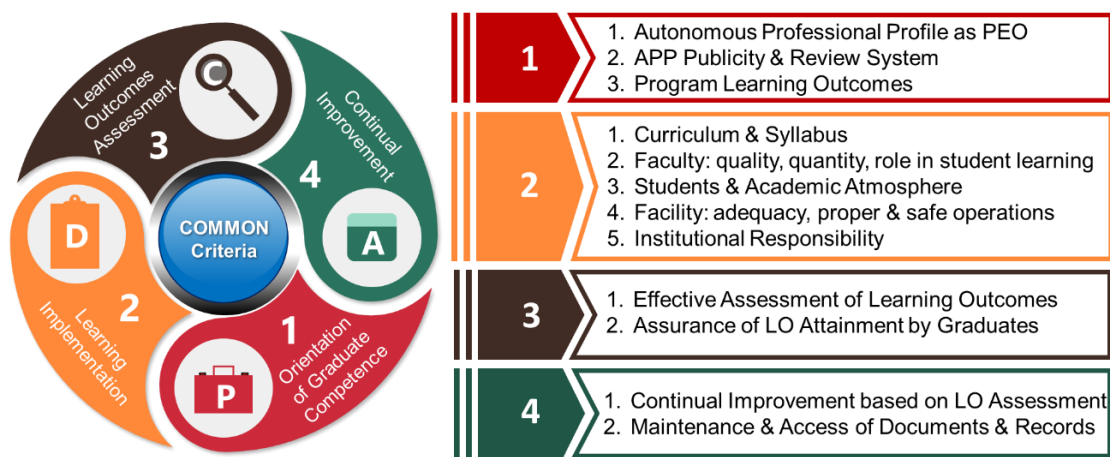 Learning
Outcomes
Assessment
3
C
Continual
Improvement
4
A
COMMON
Criteria
D
2
Learning
Implementation
1
Orientation
of Graduate
Competence
P
1
1. Autonomous Professional Profile as PEO
2. APP Publicity & Review System
3. Program Learning Outcomes
2
1. Curriculum & Syllabus
2. Faculty: quality, quantity, role in student learning
3. Students & Academic Atmosphere
4. Facility: adequacy, proper & safe operations
5. Institutional Responsibility
3
1. Effective Assessment of Learning Outcomes
2. Assurance of LO Attainment by Graduates
4
1. Continual Improvement based on LO Assessment
2. Maintenance & Access of Documents & Records